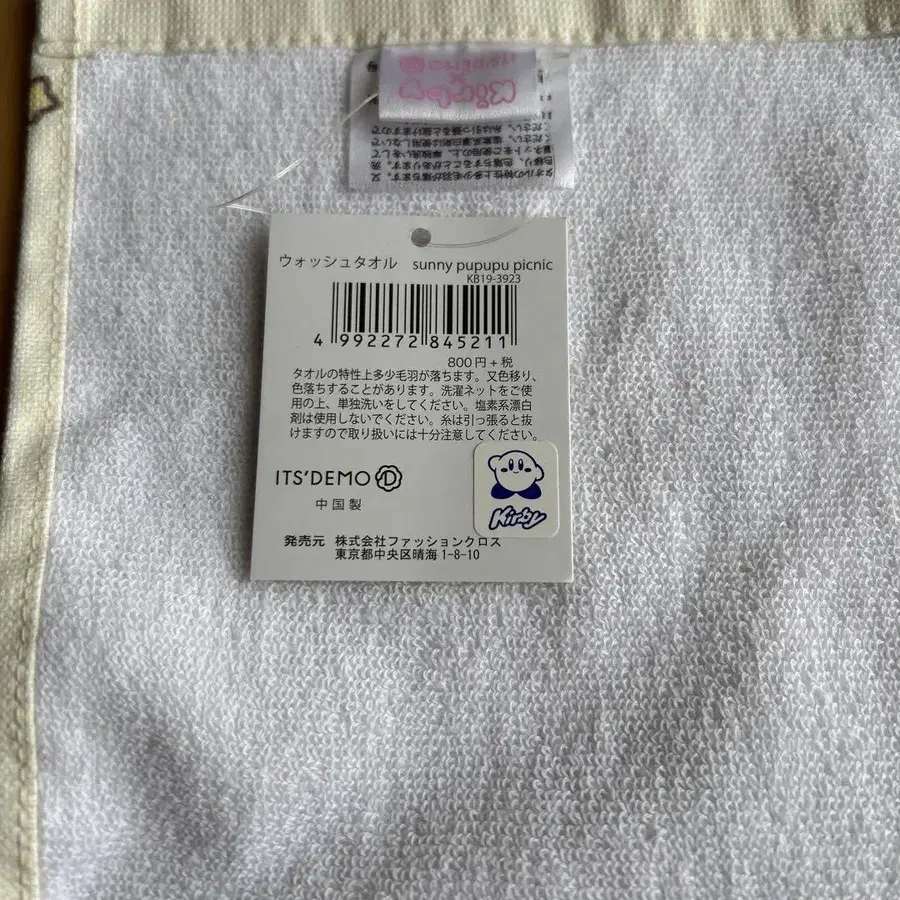 ITS'DEMO
Kirby
ウォッシュタオル sunny pupupu picnic
KB19-3923
4 992272 845211
800円+税
タオルの特性上多少毛羽が落ちます。又色移り、
色落ちすることがあります。洗濯ネットをご使
用の上、単独洗いをしてください。塩素系漂白
剤は使用しないでください。糸は引っ張ると抜
けますので取り扱いには十分注意してください。
ITS'DEMO
中国製
Kirby
発売元 株式会社ファッションクロス
東京都中央区晴海1-8-10